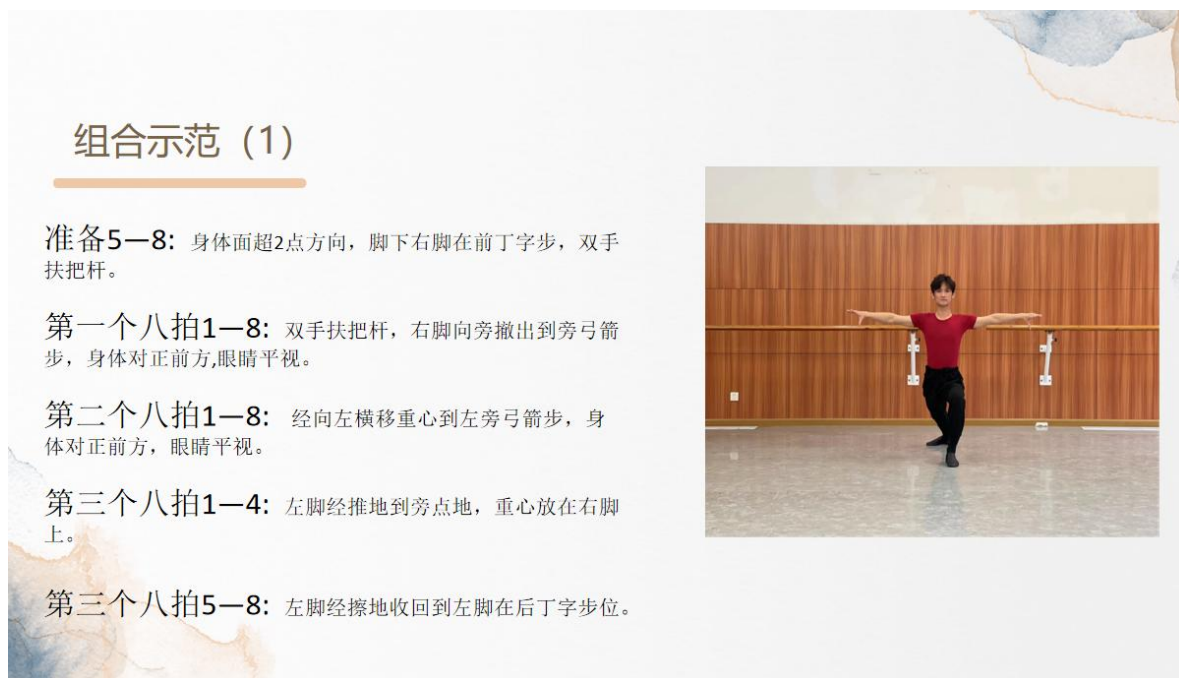 组合示范（1）
准备5—8: 身体面超2点方向，脚下右脚在前丁字步，双手
扶把杆。
第一个八拍1—8: 双手扶把杆，右脚向旁撤出到旁弓箭
步，身体对正前方,眼睛平视。
第二个八拍1—8: 经向左横移重心到左旁弓箭步，身
体对正前方，眼睛平视。
第三个八拍1—4: 左脚经推地到旁点地，重心放在右脚
上。
第三个八拍5—8: 左脚经擦地收回到左脚在后丁字步位。